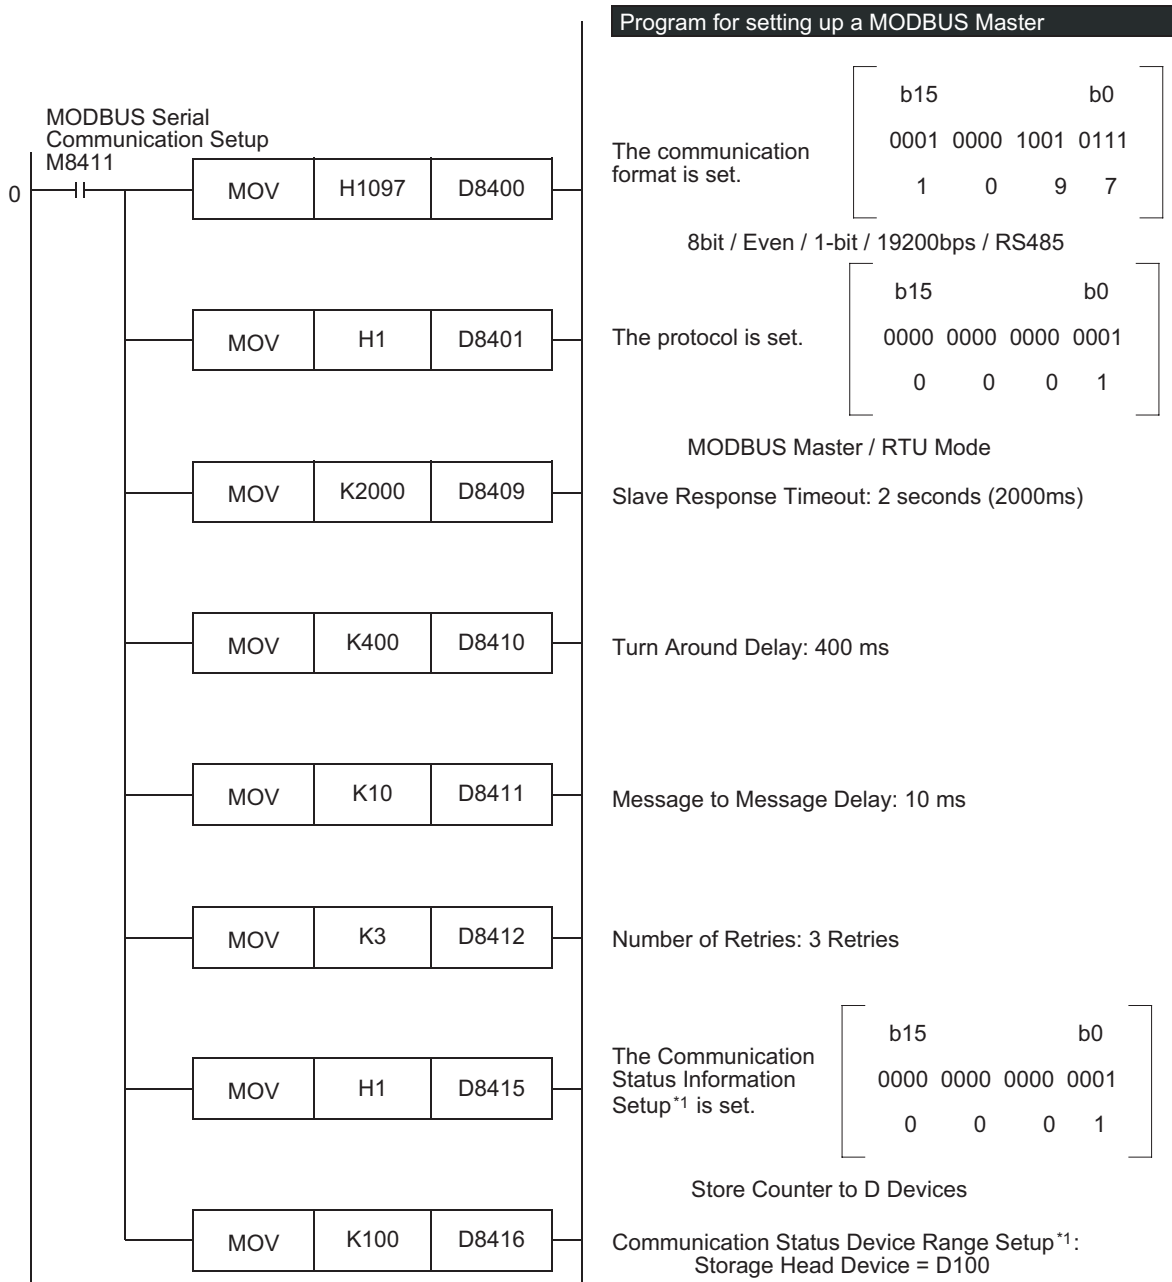 Program for setting up a MODBUS Master
MODBUS Serial
Communication Setup
M8411
0
MOV H1097 D8400
The communication
format is set.
b15 b0
0001 0000 1001 0111
1 0 9 7
8bit / Even / 1-bit / 19200bps / RS485
MOV H1 D8401
The protocol is set.
b15 b0
0000 0000 0000 0001
0 0 0 1
MODBUS Master / RTU Mode
MOV K2000 D8409
Slave Response Timeout: 2 seconds (2000ms)
MOV K400 D8410
Turn Around Delay: 400 ms
MOV K10 D8411
Message to Message Delay: 10 ms
MOV K3 D8412
Number of Retries: 3 Retries
MOV H1 D8415
The Communication
Status Information
Setup*1 is set.
b15 b0
0000 0000 0000 0001
0 0 0 1
Store Counter to D Devices
MOV K100 D8416
Communication Status Device Range Setup*1:
Storage Head Device = D100